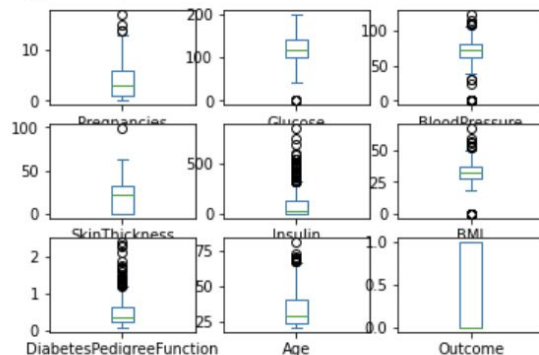 200
100
10
100
50
0
0
0
Pregnancies
Glucose
BloodPressure
100
500
50
50
25
0
0
0
SkinThickness
Insulin
BMI
2
75
1.0
1
50
0.5
0
25
0.0
DiabetesPedigreeFunction
Age
Outcome